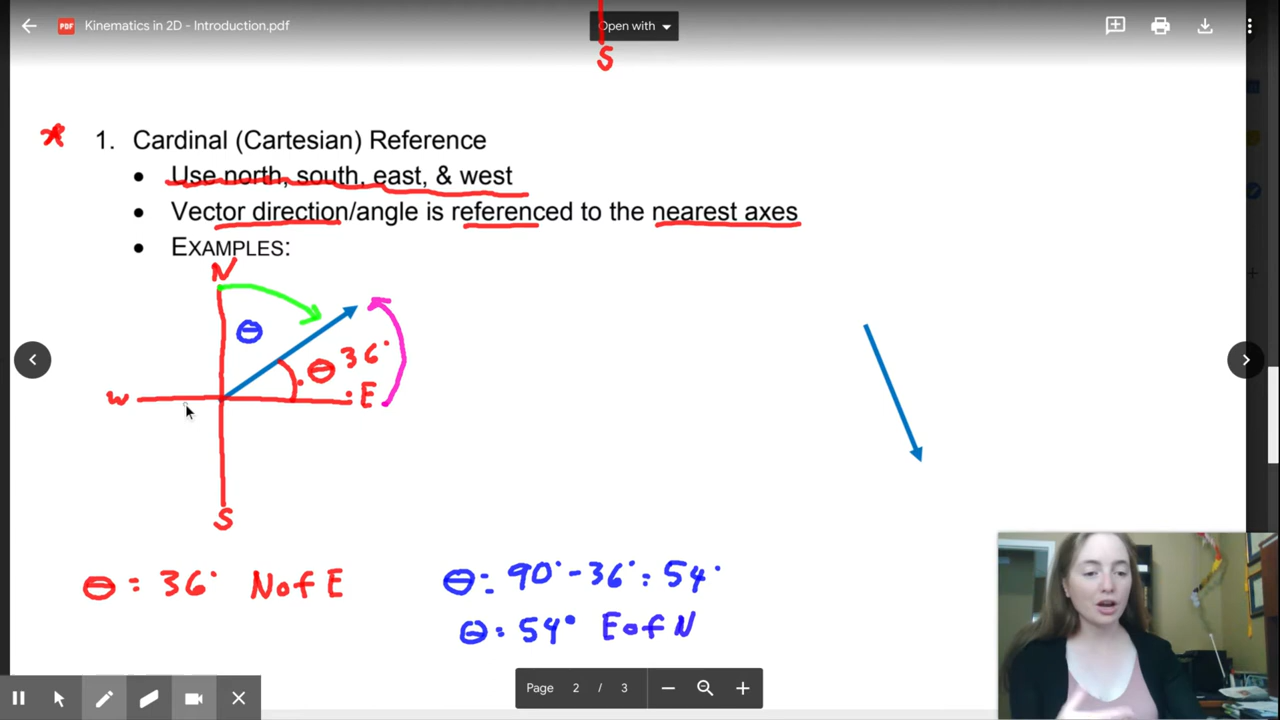 Kinematics in 2D - Introduction.pdf
PDF
Open with
S
1. Cardinal (Cartesian) Reference
• Use north, south, east, & west
• Vector direction/angle is referenced to the nearest axes
• EXAMPLES:
N
θ
θ 36°
W
E
S
θ = 36° N of E
θ = 90° - 36° = 54°
θ = 54° E of N
Page 2 / 3